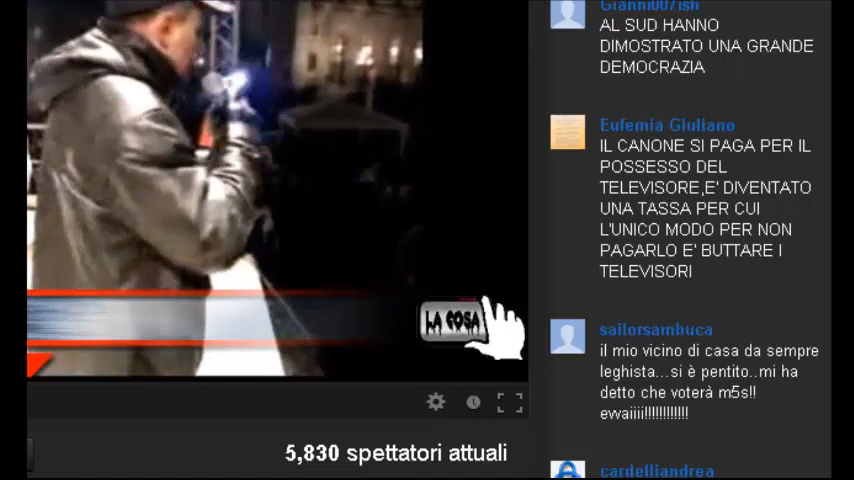 Gianni007ish
AL SUD HANNO
DIMOSTRATO UNA GRANDE
DEMOCRAZIA
Eufemia Giuliano
IL CANONE SI PAGA PER IL
POSSESSO DEL
TELEVISORE,E' DIVENTATO
UNA TASSA PER CUI
L'UNICO MODO PER NON
PAGARLO E' BUTTARE I
TELEVISORI
LA COSA
sailorsambuca
il mio vicino di casa da sempre
leghista...si è pentito..mi ha
detto che voterà m5s!!
ewaiiii!!!!!!!!!!!!
5,830 spettatori attuali
cardelliandrea